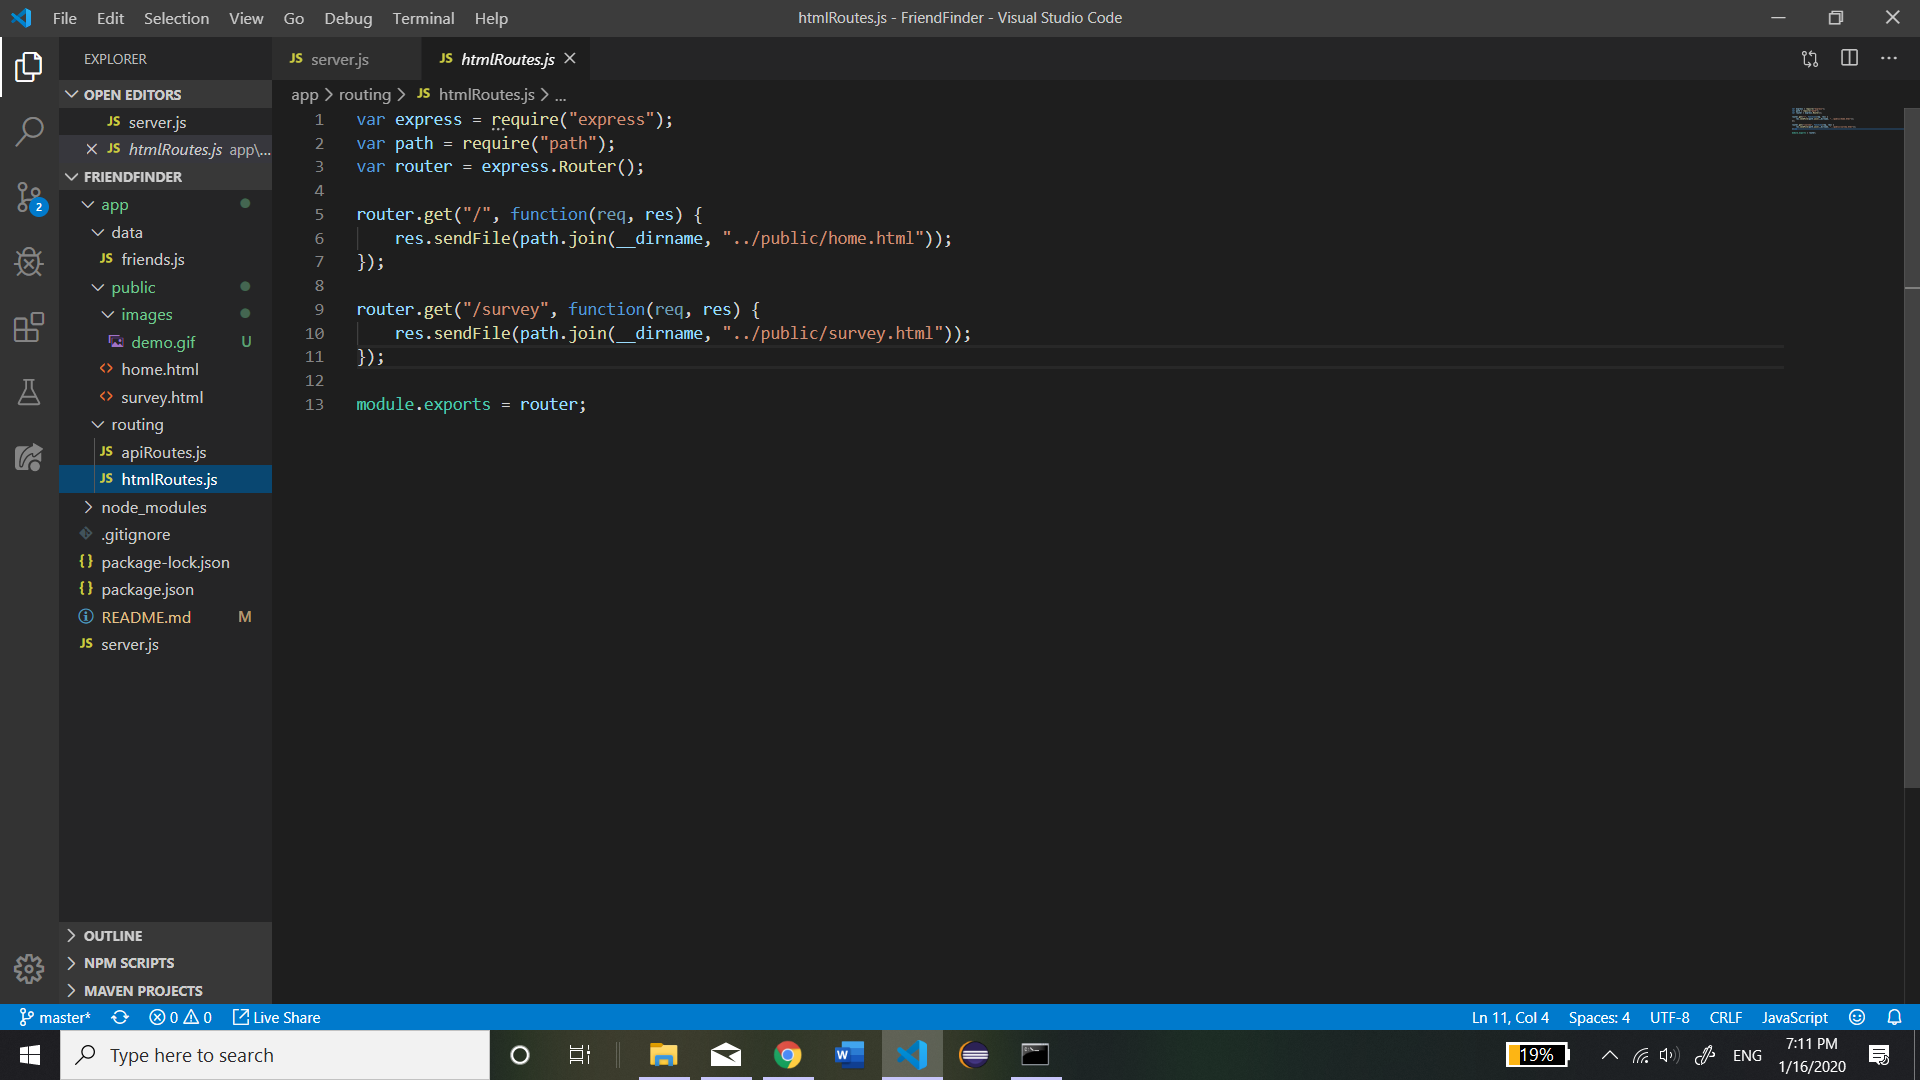 File Edit Selection View Go Debug Terminal Help
htmlRoutes.js - FriendFinder - Visual Studio Code
EXPLORER
OPEN EDITORS
JS server.js
JS htmlRoutes.js app\...
FRIENDFINDER
app
data
JS friends.js
public
images
demo.gif U
<> home.html
<> survey.html
routing
JS apiRoutes.js
JS htmlRoutes.js
node_modules
.gitignore
{} package-lock.json
{} package.json
README.md M
JS server.js
OUTLINE
NPM SCRIPTS
MAVEN PROJECTS
2
JS server.js
JS htmlRoutes.js
app > routing > JS htmlRoutes.js > ...
1 var express = require("express");
2 var path = require("path");
3 var router = express.Router();
4
5 router.get("/", function(req, res) {
6 res.sendFile(path.join(__dirname, "../public/home.html"));
7 });
8
9 router.get("/survey", function(req, res) {
10 res.sendFile(path.join(__dirname, "../public/survey.html"));
11 });
12
13 module.exports = router;
master* 0 0 Live Share
Ln 11, Col 4 Spaces: 4 UTF-8 CRLF JavaScript
Type here to search
19%
ENG
7:11 PM
1/16/2020